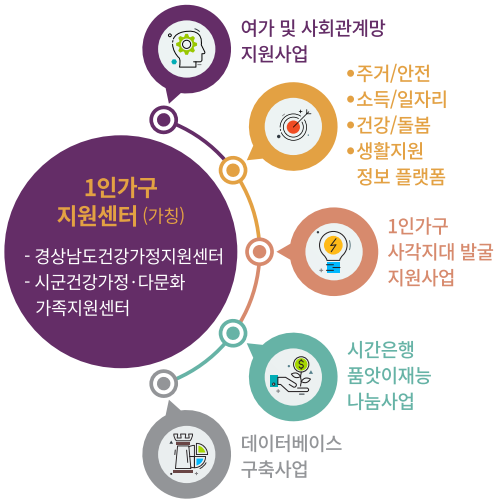 여가 및 사회관계망
지원사업
•주거/안전
•소득/일자리
•건강/돌봄
•생활지원
정보 플랫폼
1인가구
지원센터 (가칭)
- 경상남도건강가정지원센터
- 시군건강가정·다문화
가족지원센터
1인가구
사각지대 발굴
지원사업
시간은행
품앗이재능
나눔사업
데이터베이스
구축사업